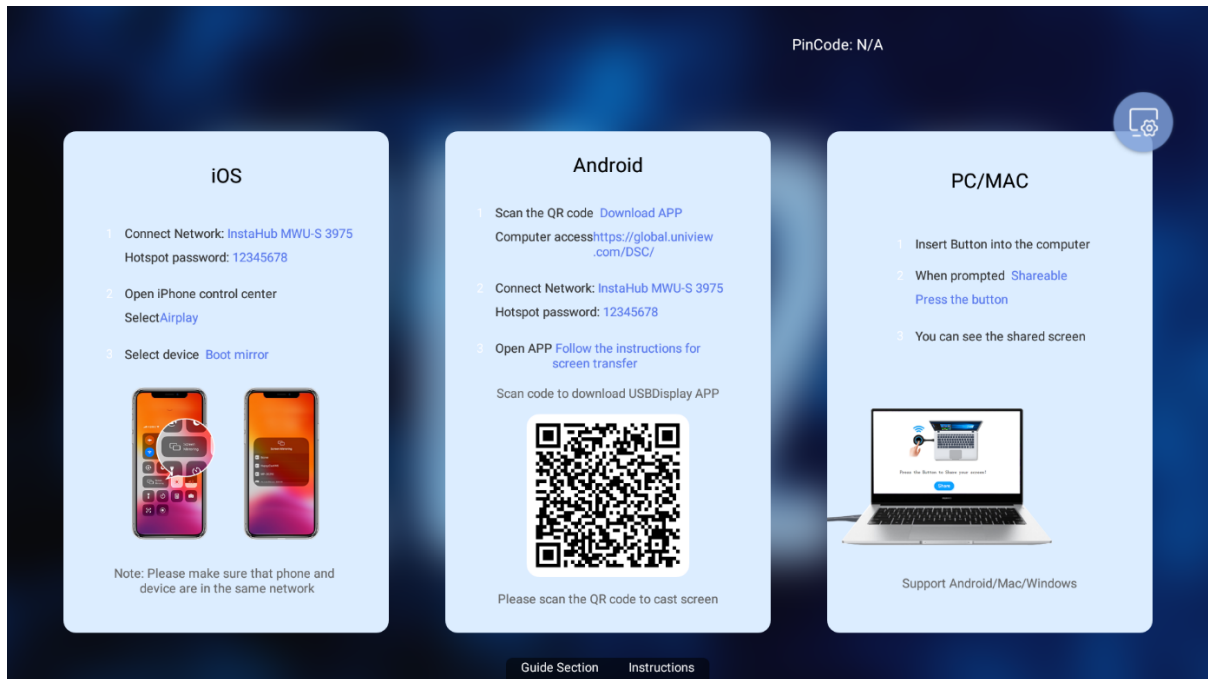 PinCode: N/A
iOS
1 Connect Network: InstaHub MWU-S 3975
Hotspot password: 12345678
2 Open iPhone control center
SelectAirplay
3 Select device Boot mirror
Note: Please make sure that phone and
device are in the same network
Android
1 Scan the QR code Download APP
Computer accesshttps://global.uniview
.com/DSC/
2 Connect Network: InstaHub MWU-S 3975
Hotspot password: 12345678
3 Open APP Follow the instructions for
screen transfer
Scan code to download USBDisplay APP
Please scan the QR code to cast screen
PC/MAC
1 Insert Button into the computer
2 When prompted Shareable
Press the button
3 You can see the shared screen
Press the Button to Share your screen!
Share
Support Android/Mac/Windows
Guide Section Instructions